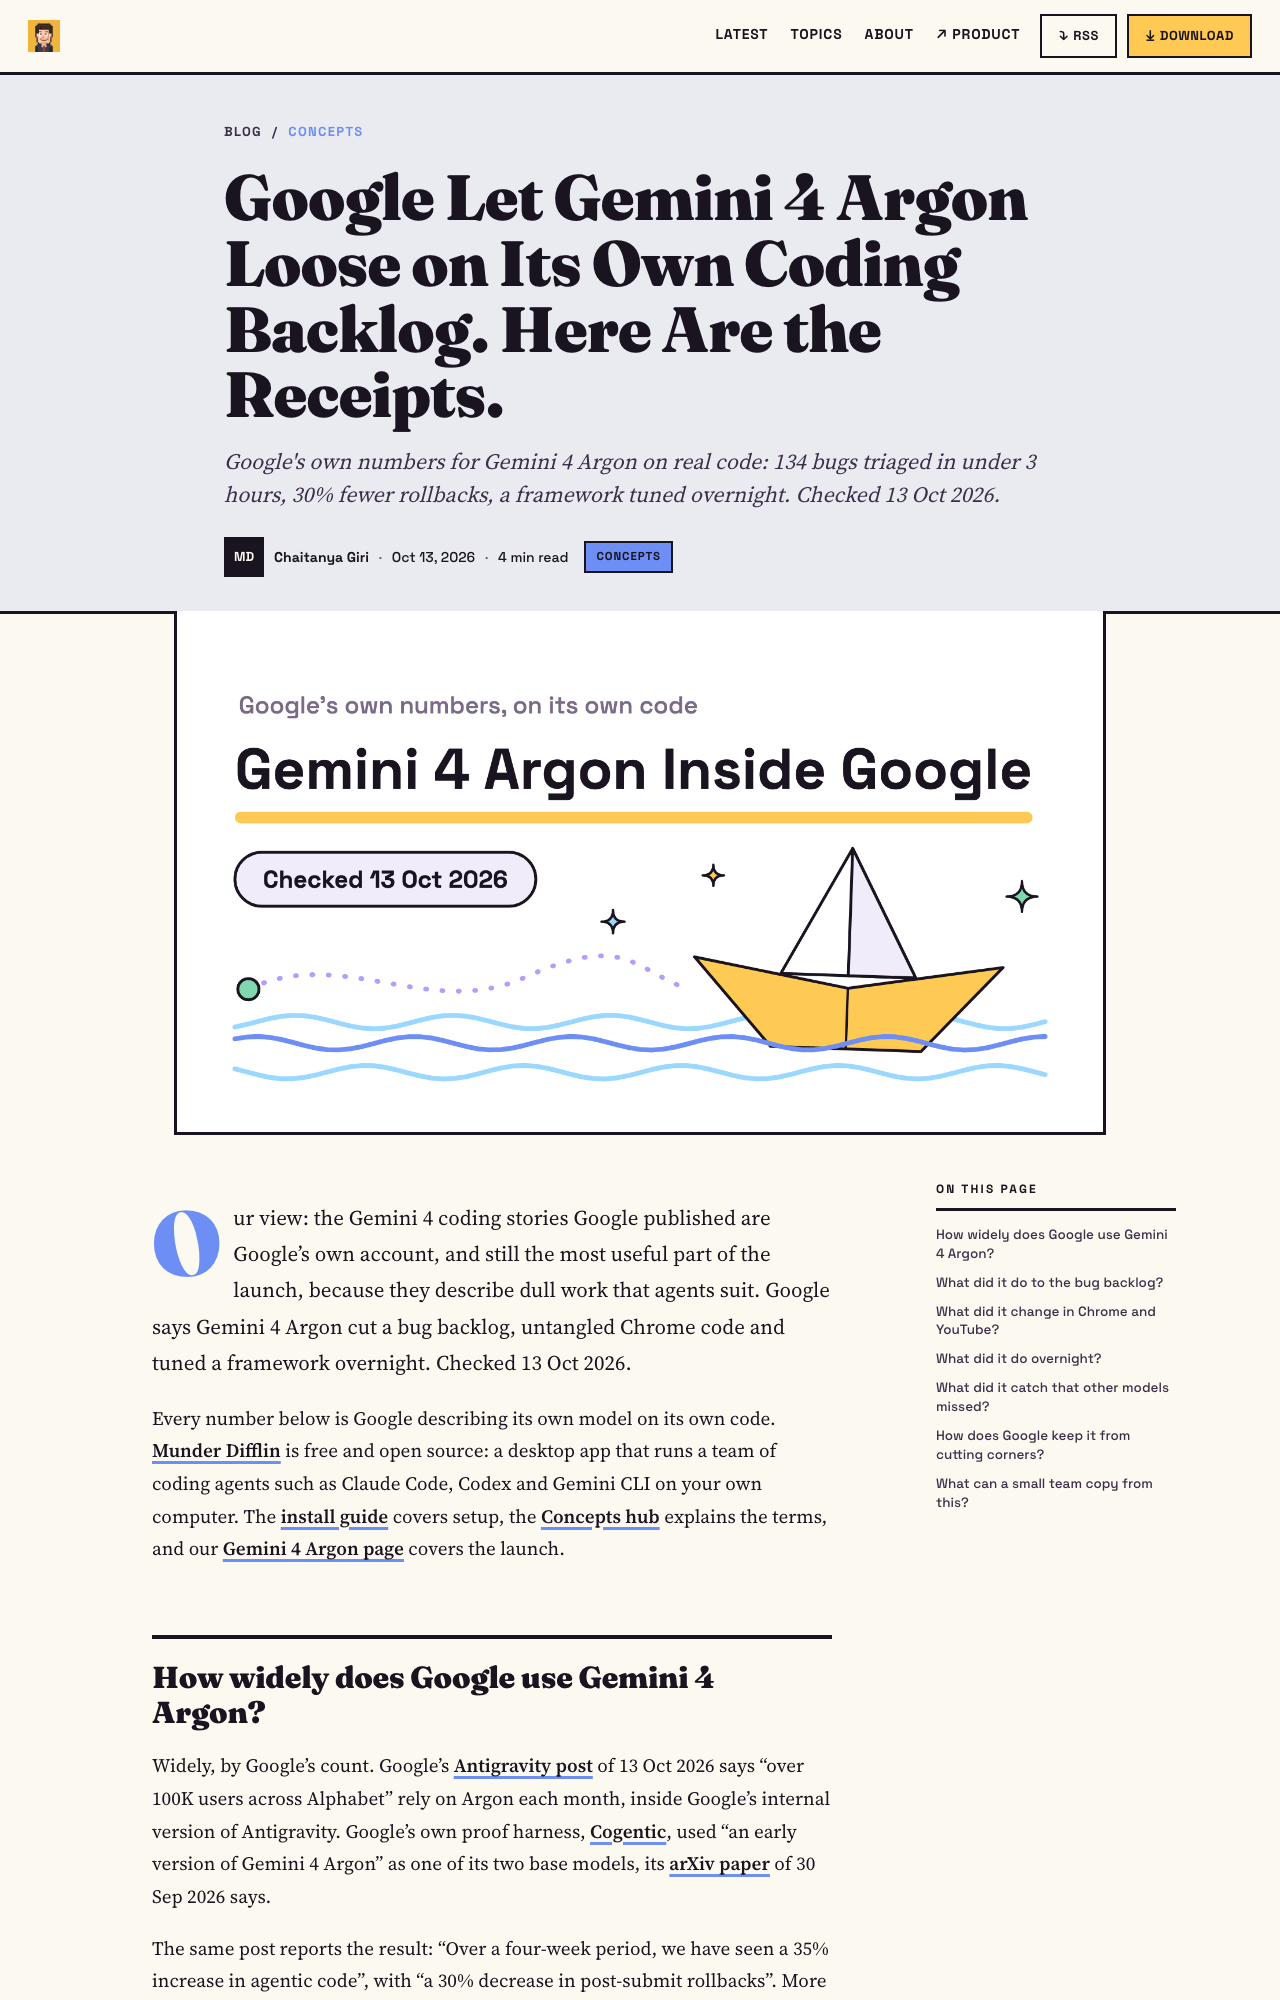 LATEST TOPICS ABOUT ↗ PRODUCT ⤵ RSS ⤓ DOWNLOAD
BLOG / CONCEPTS
Google Let Gemini 4 Argon
Loose on Its Own Coding
Backlog. Here Are the
Receipts.
Google's own numbers for Gemini 4 Argon on real code: 134 bugs triaged in under 3
hours, 30% fewer rollbacks, a framework tuned overnight. Checked 13 Oct 2026.
MD Chaitanya Giri · Oct 13, 2026 · 4 min read CONCEPTS
Google’s own numbers, on its own code
Gemini 4 Argon Inside Google
Checked 13 Oct 2026
Our view: the Gemini 4 coding stories Google published are
Google’s own account, and still the most useful part of the
launch, because they describe dull work that agents suit. Google
says Gemini 4 Argon cut a bug backlog, untangled Chrome code and
tuned a framework overnight. Checked 13 Oct 2026.
Every number below is Google describing its own model on its own code.
Munder Difflin is free and open source: a desktop app that runs a team of
coding agents such as Claude Code, Codex and Gemini CLI on your own
computer. The install guide covers setup, the Concepts hub explains the terms,
and our Gemini 4 Argon page covers the launch.
How widely does Google use Gemini 4
Argon?
Widely, by Google’s count. Google’s Antigravity post of 13 Oct 2026 says “over
100K users across Alphabet” rely on Argon each month, inside Google’s internal
version of Antigravity. Google’s own proof harness, Cogentic, used “an early
version of Gemini 4 Argon” as one of its two base models, its arXiv paper of 30
Sep 2026 says.
The same post reports the result: “Over a four-week period, we have seen a 35%
increase in agentic code”, with “a 30% decrease in post-submit rollbacks”. More
ON THIS PAGE
How widely does Google use Gemini
4 Argon?
What did it do to the bug backlog?
What did it change in Chrome and
YouTube?
What did it do overnight?
What did it catch that other models
missed?
How does Google keep it from
cutting corners?
What can a small team copy from
this?